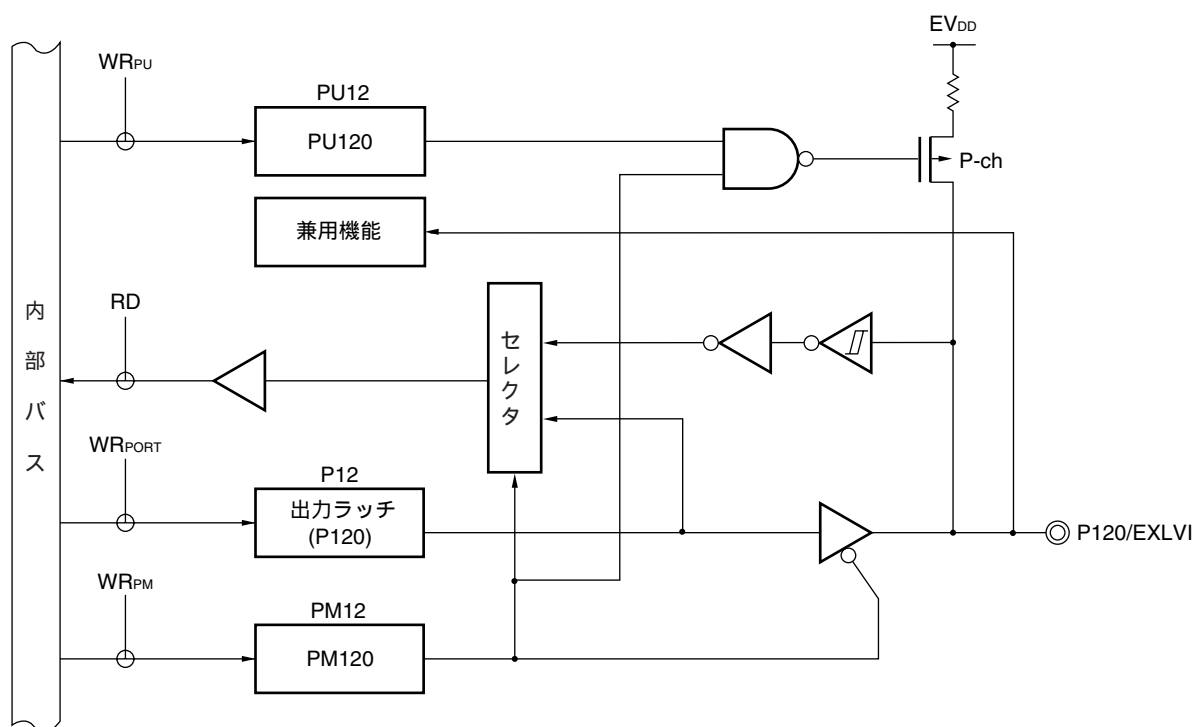 EVDD
WRPU
PU12
PU120
P-ch
兼用機能
内部バス
RD
セレクタ
WRPORT
P12
出力ラッチ
(P120)
P120/EXLVI
WRPM
PM12
PM120